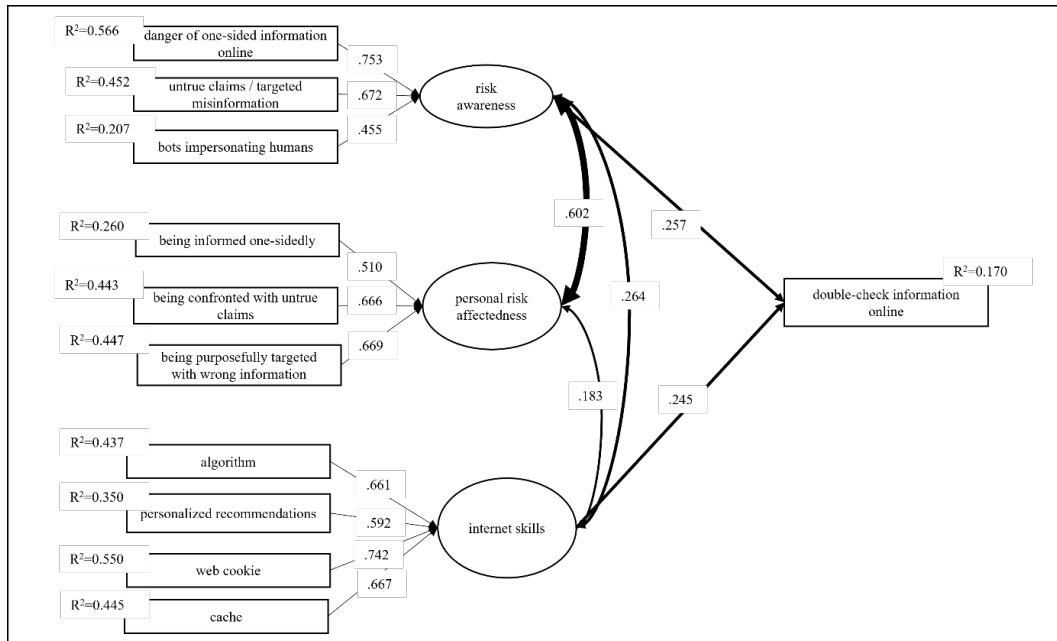 R²=0.566
danger of one-sided information
online
.753
R²=0.452
untrue claims / targeted
misinformation
.672
R²=0.207
bots impersonating humans
.455
risk
awareness
R²=0.260
being informed one-sidedly
.510
R²=0.443
being confronted with untrue
claims
.666
R²=0.447
being purposefully targeted
with wrong information
.669
personal risk
affectedness
R²=0.437
algorithm
.661
R²=0.350
personalized recommendations
.592
R²=0.550
web cookie
.742
R²=0.445
cache
.667
internet skills
.602
.264
.183
.257
.245
R²=0.170
double-check information
online